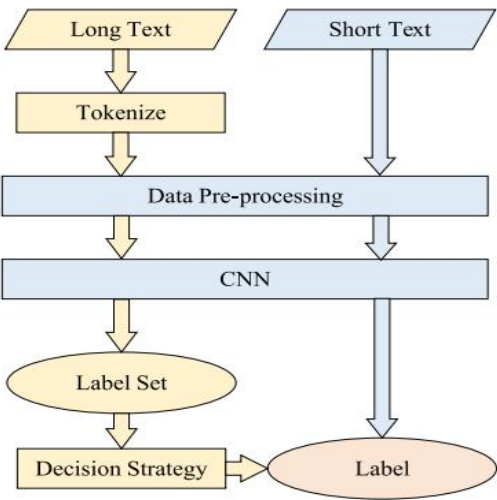 Long Text
Short Text
Tokenize
Data Pre-processing
CNN
Label Set
Decision Strategy
Label